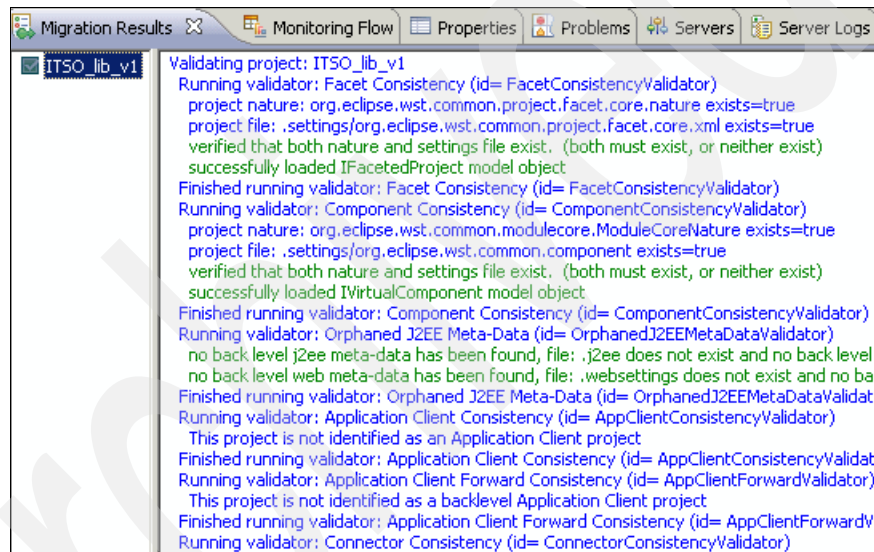 Migration Results
Monitoring Flow
Properties
Problems
Servers
Server Logs
ITSO_lib_v1
Validating project: ITSO_lib_v1
Running validator: Facet Consistency (id= FacetConsistencyValidator)
project nature: org.eclipse.wst.common.project.facet.core.nature exists=true
project file: .settings/org.eclipse.wst.common.project.facet.core.xml exists=true
verified that both nature and settings file exist. (both must exist, or neither exist)
successfully loaded IFacetedProject model object
Finished running validator: Facet Consistency (id= FacetConsistencyValidator)
Running validator: Component Consistency (id= ComponentConsistencyValidator)
project nature: org.eclipse.wst.common.modulecore.ModuleCoreNature exists=true
project file: .settings/org.eclipse.wst.common.component exists=true
verified that both nature and settings file exist. (both must exist, or neither exist)
successfully loaded IVirtualComponent model object
Finished running validator: Component Consistency (id= ComponentConsistencyValidator)
Running validator: Orphaned J2EE Meta-Data (id= OrphanedJ2EEMetaDataValidator)
no back level j2ee meta-data has been found, file: .j2ee does not exist and no back level
no back level web meta-data has been found, file: .websettings does not exist and no ba
Finished running validator: Orphaned J2EE Meta-Data (id= OrphanedJ2EEMetaDataValidat
Running validator: Application Client Consistency (id= AppClientConsistencyValidator)
This project is not identified as an Application Client project
Finished running validator: Application Client Consistency (id= AppClientConsistencyValidat
Running validator: Application Client Forward Consistency (id= AppClientForwardValidator)
This project is not identified as a backlevel Application Client project
Finished running validator: Application Client Forward Consistency (id= AppClientForwardV
Running validator: Connector Consistency (id= ConnectorConsistencyValidator)